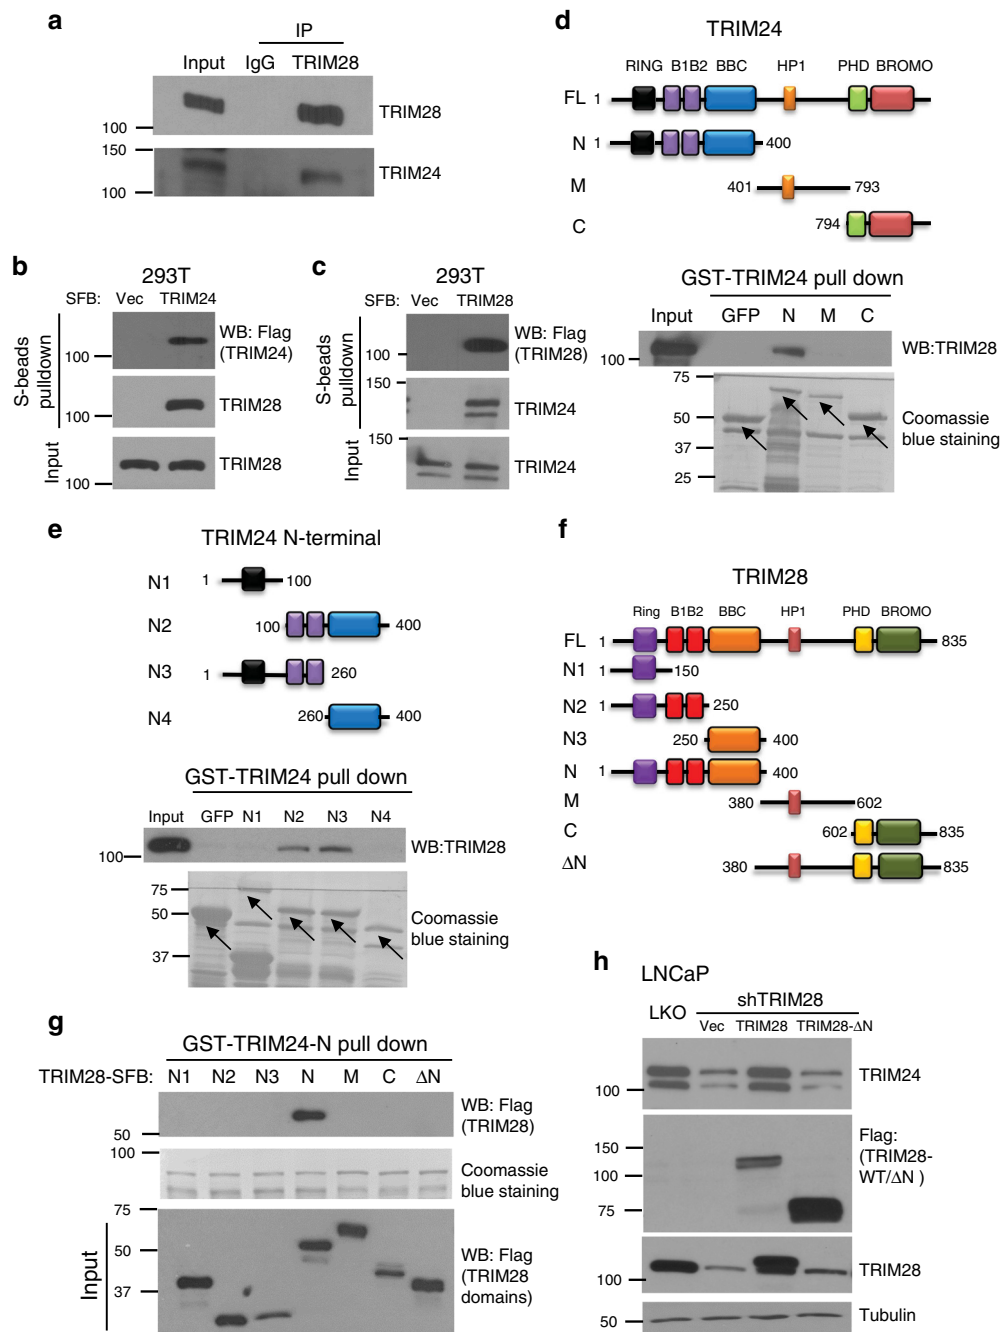 a
IP
Input IgG TRIM28
TRIM28
100
150
TRIM24
100
b
293T
SFB: Vec TRIM24
S-beads pulldown
WB: Flag
(TRIM24)
100
TRIM28
100
Input
TRIM28
100
c
293T
SFB: Vec TRIM28
S-beads pulldown
WB: Flag
(TRIM28)
100
150
TRIM24
Input
150
TRIM24
d
TRIM24
RING B1B2 BBC HP1 PHD BROMO
FL 1
N 1 400
M 401 793
C 794
GST-TRIM24 pull down
Input GFP N M C
100
WB:TRIM28
75
50
37
25
Coomassie
blue staining
e
TRIM24 N-terminal
N1 1 100
N2 100 400
N3 1 260
N4 260 400
GST-TRIM24 pull down
Input GFP N1 N2 N3 N4
100
WB:TRIM28
75
50
37
Coomassie
blue staining
f
TRIM28
Ring B1B2 BBC HP1 PHD BROMO
FL 1 835
N1 1 150
N2 1 250
N3 250 400
N 1 400
M 380 602
C 602 835
ΔN 380 835
g
GST-TRIM24-N pull down
TRIM28-SFB: N1 N2 N3 N M C ΔN
WB: Flag
(TRIM28)
50
100
Coomassie
blue staining
Input
75
50
37
WB: Flag
(TRIM28
domains)
h
LNCaP
shTRIM28
LKO Vec TRIM28 TRIM28-ΔN
TRIM24
100
Flag:
(TRIM28-
WT/ΔN )
150
100
75
TRIM28
100
Tubulin
50